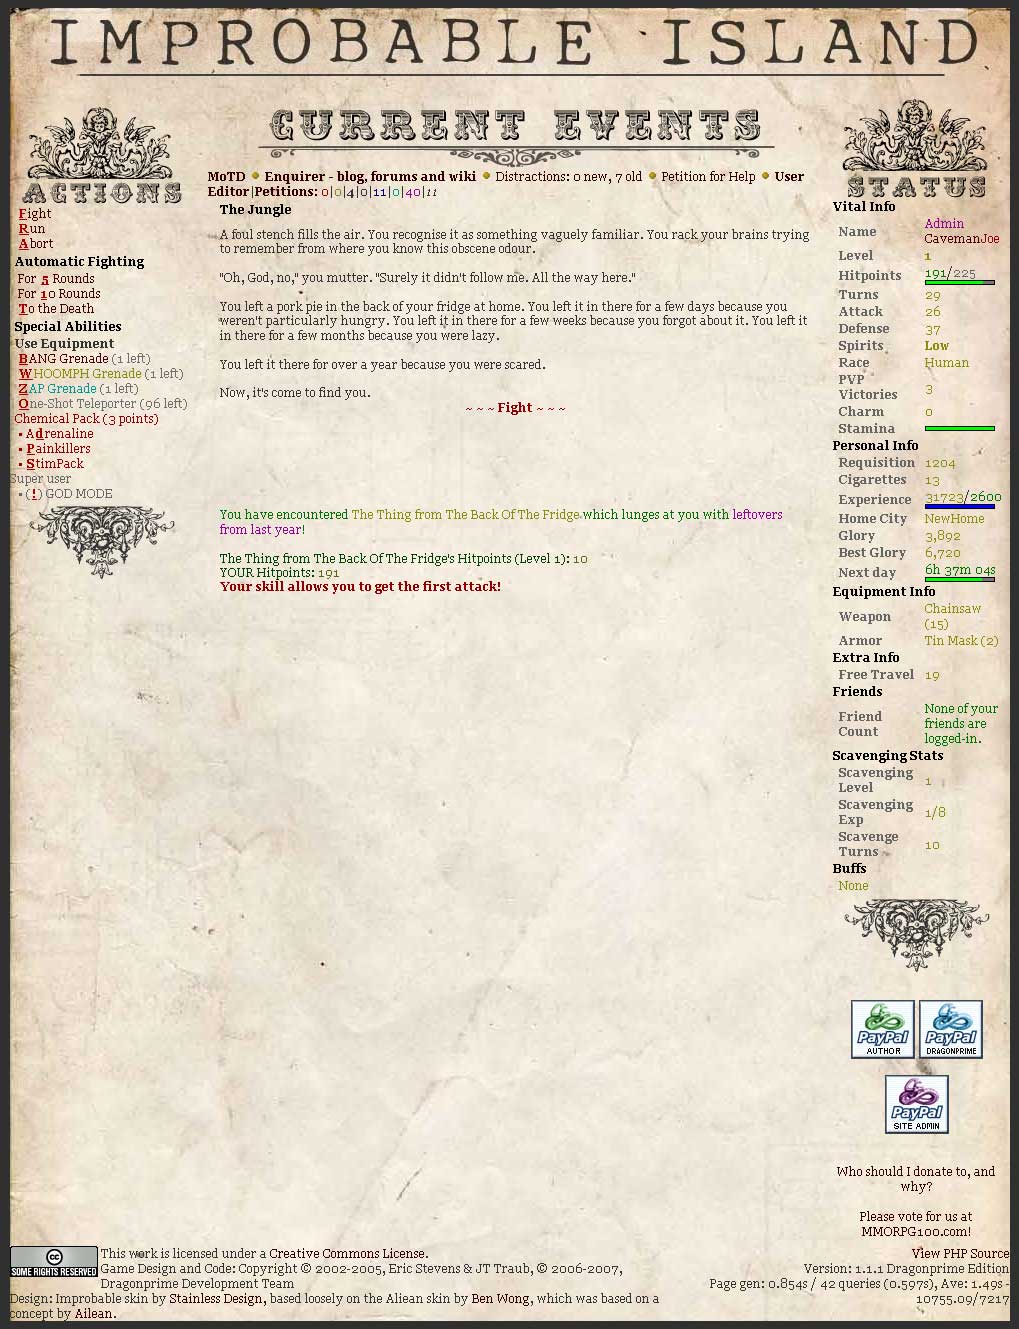 IMPROBABLE ISLAND
CURRENT EVENTS
ACTIONS
Fight
Run
Abort
Automatic Fighting
For 5 Rounds
For 10 Rounds
To the Death
Special Abilities
Use Equipment
BANG Grenade (1 left)
WHOOMPH Grenade (1 left)
ZAP Grenade (1 left)
One-Shot Teleporter (96 left)
Chemical Pack (3 points)
• Adrenaline
• Painkillers
• StimPack
Super user
• (!) GOD MODE
MoTD Enquirer - blog, forums and wiki Distractions: 0 new, 7 old Petition for Help User
Editor |Petitions: 0|0|4|0|11|0|40|11
The Jungle
A foul stench fills the air. You recognise it as something vaguely familiar. You rack your brains trying
to remember from where you know this obscene odour.
"Oh, God, no," you mutter. "Surely it didn't follow me. All the way here."
You left a pork pie in the back of your fridge at home. You left it in there for a few days because you
weren't particularly hungry. You left it in there for a few weeks because you forgot about it. You left it
in there for a few months because you were lazy.
You left it there for over a year because you were scared.
Now, it's come to find you.
~ ~ ~ Fight ~ ~ ~
You have encountered The Thing from The Back Of The Fridge which lunges at you with leftovers
from last year!
The Thing from The Back Of The Fridge's Hitpoints (Level 1): 10
YOUR Hitpoints: 191
Your skill allows you to get the first attack!
STATUS
Vital Info
Name Admin
CavemanJoe
Level 1
Hitpoints 191/225
Turns 29
Attack 26
Defense 37
Spirits Low
Race Human
PVP
Victories 3
Charm 0
Stamina
Personal Info
Requisition 1204
Cigarettes 13
Experience 31723/2600
Home City NewHome
Glory 3,892
Best Glory 6,720
Next day 6h 37m 04s
Equipment Info
Weapon Chainsaw
(15)
Armor Tin Mask (2)
Extra Info
Free Travel 19
Friends
Friend
Count None of your
friends are
logged-in.
Scavenging Stats
Scavenging
Level 1
Scavenging
Exp 1/8
Scavenge
Turns 10
Buffs
None
PayPal
AUTHOR
PayPal
DRAGONPRIME
PayPal
SITE ADMIN
Who should I donate to, and
why?
Please vote for us at
MMORPG100.com!
cc
SOME RIGHTS RESERVED
This work is licensed under a Creative Commons License.
Game Design and Code: Copyright © 2002-2005, Eric Stevens & JT Traub, © 2006-2007,
Dragonprime Development Team
Design: Improbable skin by Stainless Design, based loosely on the Aliean skin by Ben Wong, which was based on a
concept by Ailean.
View PHP Source
Version: 1.1.1 Dragonprime Edition
Page gen: 0.854s / 42 queries (0.597s), Ave: 1.49s -
10755.09/7217